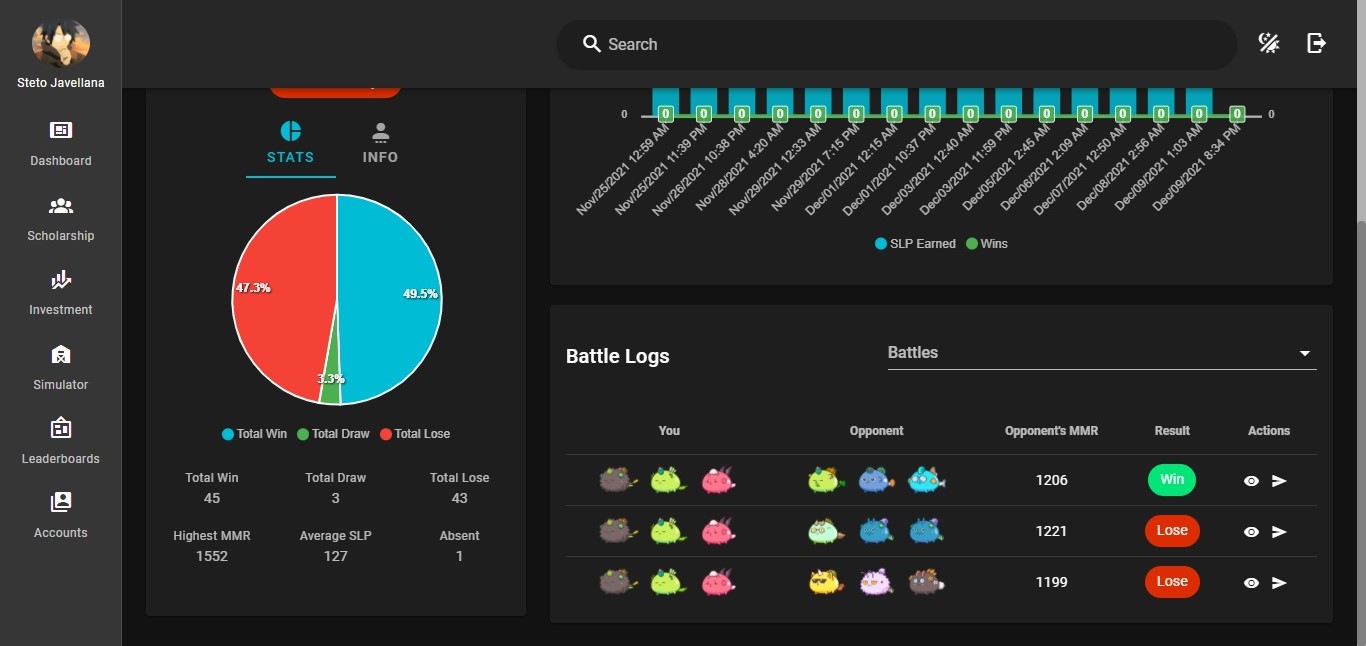 Search
Steto Javellana
Dashboard
Scholarship
Investment
Simulator
Leaderboards
Accounts
STATS
INFO
47.3%
49.5%
3.3%
Total Win Total Draw Total Lose
Total Win Total Draw Total Lose
45 3 43
Highest MMR Average SLP Absent
1552 127 1
0 0 0 0 0 0 0 0 0 0 0 0 0 0 0 0 0 0
Nov/25/2021 12:59 AM
Nov/25/2021 11:39 PM
Nov/26/2021 10:38 PM
Nov/28/2021 4:20 AM
Nov/29/2021 12:33 AM
Nov/29/2021 7:15 PM
Dec/01/2021 12:15 AM
Dec/01/2021 10:37 PM
Dec/03/2021 12:40 AM
Dec/03/2021 11:59 PM
Dec/05/2021 2:45 AM
Dec/06/2021 2:09 AM
Dec/07/2021 12:50 AM
Dec/08/2021 2:56 AM
Dec/09/2021 1:03 AM
Dec/09/2021 8:34 PM
SLP Earned Wins
Battle Logs
Battles
You Opponent Opponent's MMR Result Actions
1206 Win
1221 Lose
1199 Lose